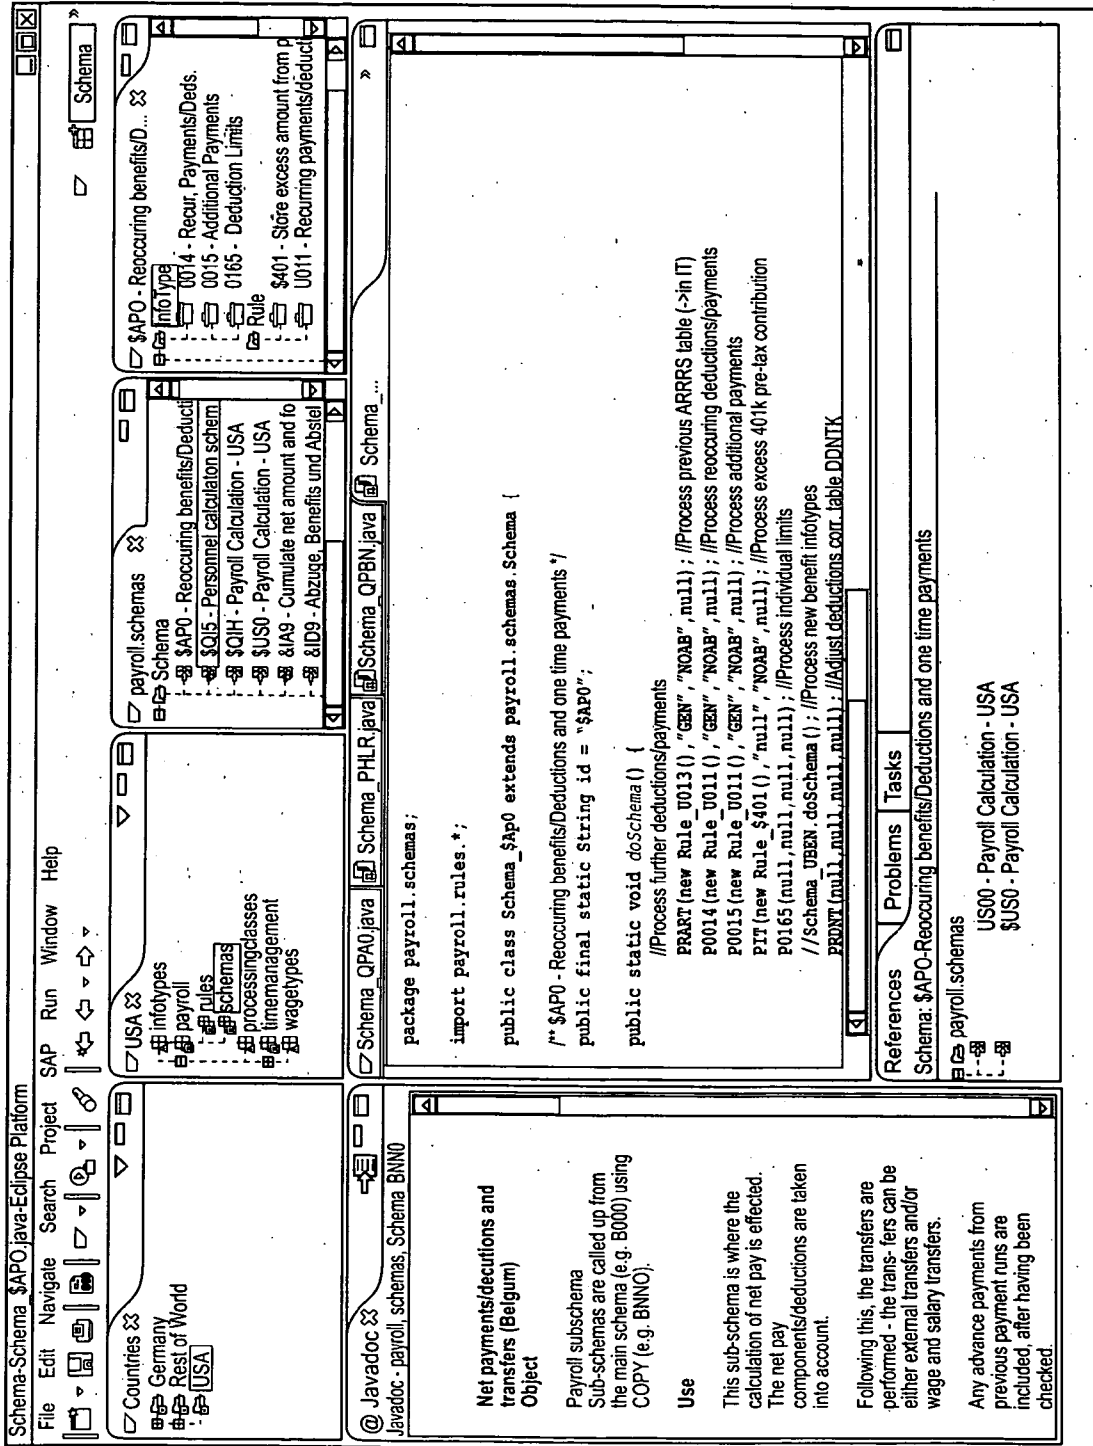 Schema-Schema_$APO.java-Eclipse Platform
File Edit Navigate Search Project SAP Run Window Help
» Schema
Countries
Germany
Rest of World
USA
USA
infotypes
payroll
rules
schemas
processingclasses
timemanagement
wagetypes
payroll.schemas
Schema
$AP0 - Reoccuring benefits/Deducti
$QI5 - Personnel calculaton schem
$QIH - Payroll Calculation - USA
$US0 - Payroll Calculation - USA
&IA9 - Cumulate net amount and fo
&ID9 - Abzuge, Benefits und Abstel
$APO - Reoccuring benefits/D...
InfoType
0014 - Recur, Payments/Deds.
0015 - Additional Payments
0165 - Deduction Limits
Rule
$401 - Store excess amount from p
U011 - Recurring payments/deducti
@ Javadoc
Javadoc - payroll, schemas, Schema BNN0
Net payments/decutions and
transfers (Belgum)
Object
Payroll subschema
Sub-schemas are called up from
the main schema (e.g. B000) using
COPY (e.g. BNNO).
Use
This sub-schema is where the
calculation of net pay is effected.
The net pay
components/deductions are taken
into account.
Following this, the transfers are
performed - the trans- fers can be
either external transfers and/or
wage and salary transfers.
Any advance payments from
previous payment runs are
included, after having been
checked.
Schema_QPA0.java Schema_PHLR.java Schema_QPBN.java Schema_... »
package payroll.schemas;
import payroll.rules.*;
public class Schema_$Ap0 extends payroll.schemas.Schema {
/** $AP0 - Reoccuring benefits/Deductions and one time payments */
public final static String id = "$AP0";
public static void doSchema() {
//Process further deductions/payments
PRART(new Rule_U013(),"GEN","NOAB",null); //Process previous ARRRS table (->in IT)
P0014(new Rule_U011(),"GEN","NOAB",null); //Process reoccuring deductions/payments
P0015(new Rule_U011(),"GEN","NOAB",null); //Process additional payments
PIT(new Rule_$401(),"null","NOAB",null); //Process excess 401k pre-tax contribution
P0165(null,null,null,null); //Process individual limits
//Schema_UBEN.doSchema(); //Process new benefit infotypes
PRDNT(null,null,null,null) //Adjust deductions corr. table DDNTK
References Problems Tasks
Schema: $APO-Reoccuring benefits/Deductions and one time payments
payroll.schemas
US00 - Payroll Calculation - USA
$US0 - Payroll Calculation - USA